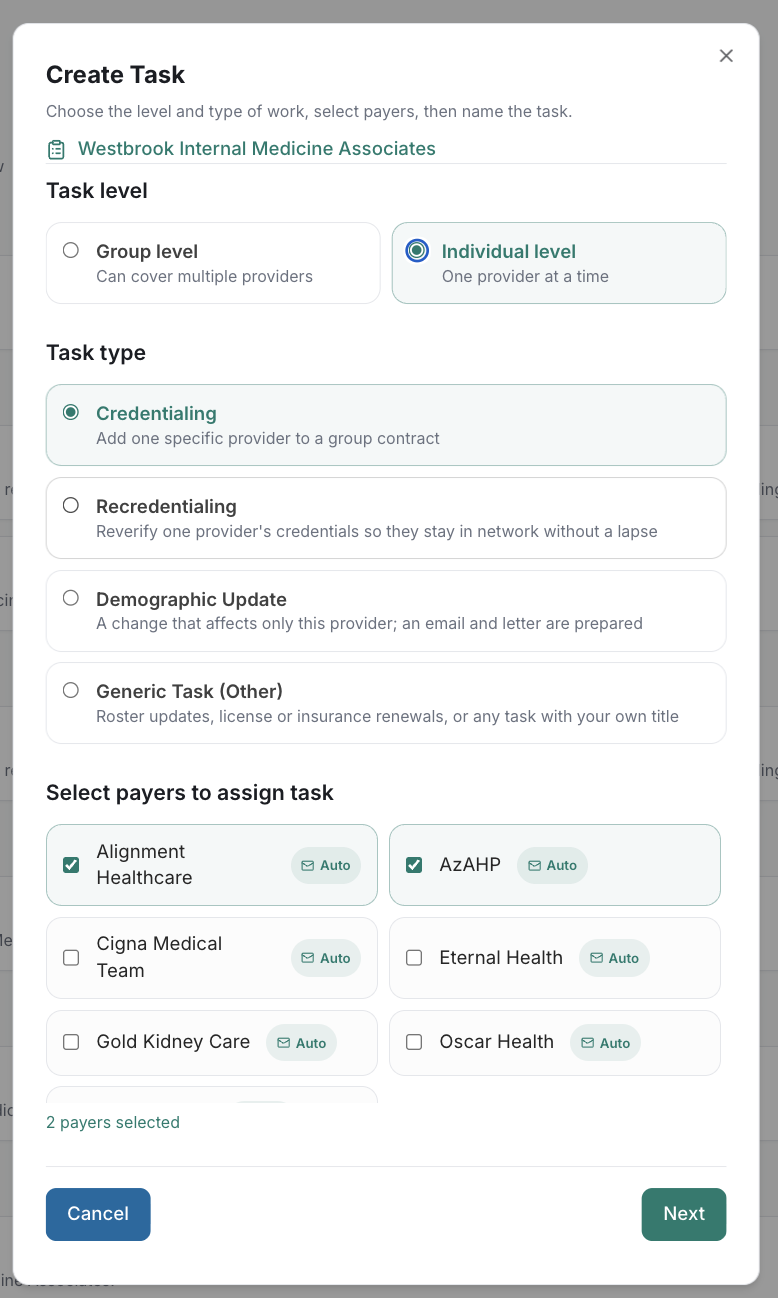 Create Task
Choose the level and type of work, select payers, then name the task.
Westbrook Internal Medicine Associates
Task level
Group level
Can cover multiple providers
Individual level
One provider at a time
Task type
Credentialing
Add one specific provider to a group contract
Recredentialing
Reverify one provider's credentials so they stay in network without a lapse
Demographic Update
A change that affects only this provider; an email and letter are prepared
Generic Task (Other)
Roster updates, license or insurance renewals, or any task with your own title
Select payers to assign task
Alignment
Healthcare
Auto
AzAHP
Auto
Cigna Medical
Team
Auto
Eternal Health
Auto
Gold Kidney Care
Auto
Oscar Health
Auto
2 payers selected
Cancel
Next